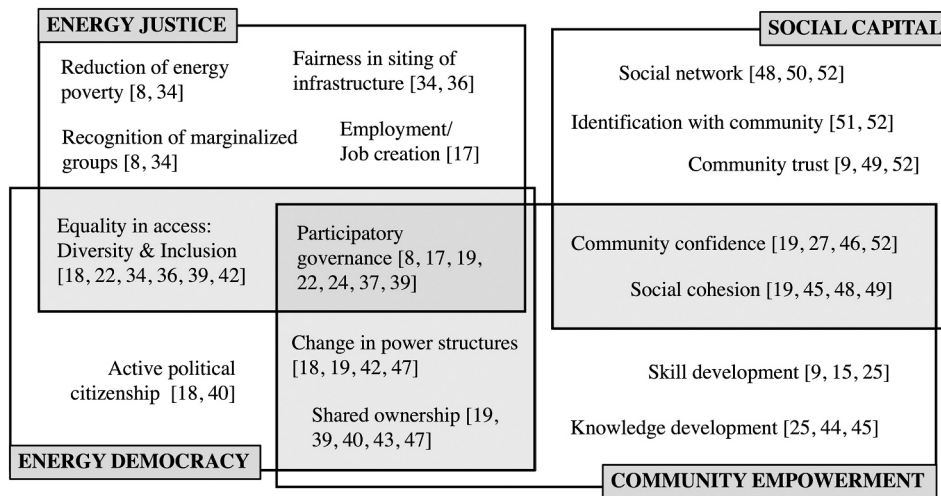 ENERGY JUSTICE
SOCIAL CAPITAL
Reduction of energy
poverty [8, 34]
Fairness in siting of
infrastructure [34, 36]
Recognition of marginalized
groups [8, 34]
Employment/
Job creation [17]
Social network [48, 50, 52]
Identification with community [51, 52]
Community trust [9, 49, 52]
Equality in access:
Diversity & Inclusion
[18, 22, 34, 36, 39, 42]
Participatory
governance [8, 17, 19,
22, 24, 37, 39]
Community confidence [19, 27, 46, 52]
Social cohesion [19, 45, 48, 49]
Active political
citizenship [18, 40]
Change in power structures
[18, 19, 42, 47]
Shared ownership [19,
39, 40, 43, 47]
Skill development [9, 15, 25]
Knowledge development [25, 44, 45]
ENERGY DEMOCRACY
COMMUNITY EMPOWERMENT